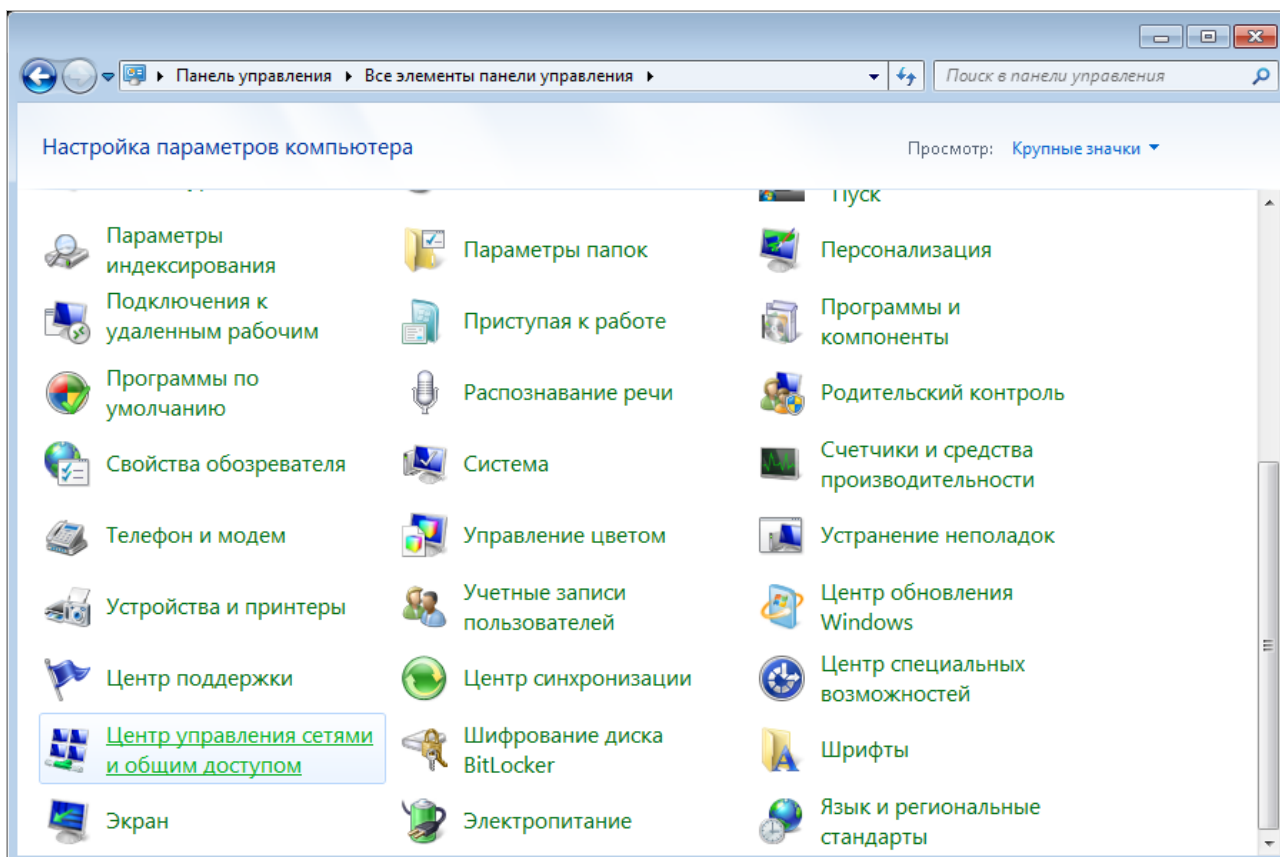 Панель управления ▸ Все элементы панели управления ▸
Поиск в панели управления
Настройка параметров компьютера
Просмотр: Крупные значки
Пуск
Параметры
индексирования
Параметры папок
Персонализация
Подключения к
удаленным рабочим
Приступая к работе
Программы и
компоненты
Программы по
умолчанию
Распознавание речи
Родительский контроль
Свойства обозревателя
Система
Счетчики и средства
производительности
Телефон и модем
Управление цветом
Устранение неполадок
Устройства и принтеры
Учетные записи
пользователей
Центр обновления
Windows
Центр поддержки
Центр синхронизации
Центр специальных
возможностей
Центр управления сетями
и общим доступом
Шифрование диска
BitLocker
Шрифты
Экран
Электропитание
Язык и региональные
стандарты